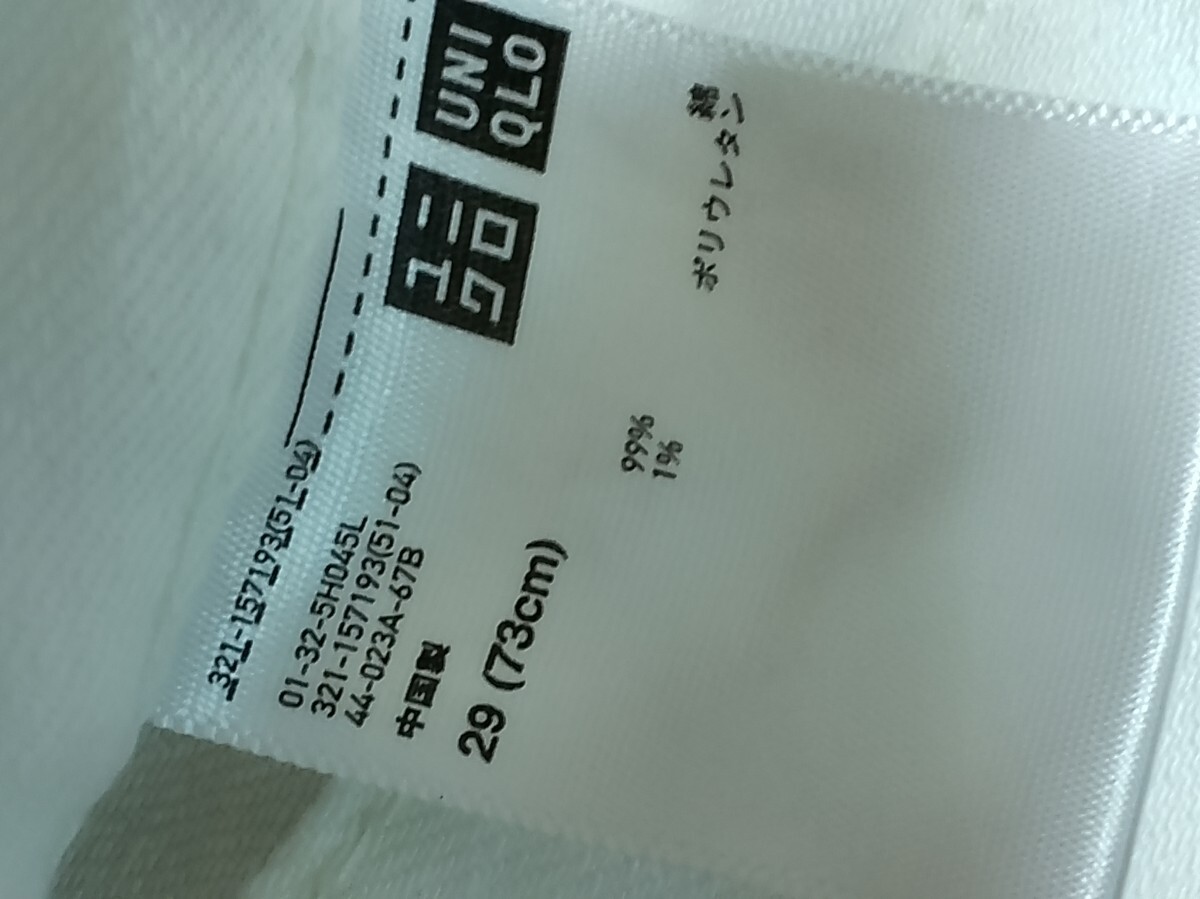 321-157193(51-04)
ユニ
クロ
UNI
QLO
01-32-5H045L
321-157193(51-04)
44-023A-67B
中国製
29 (73cm)
99% 綿
1% ポリウレタン